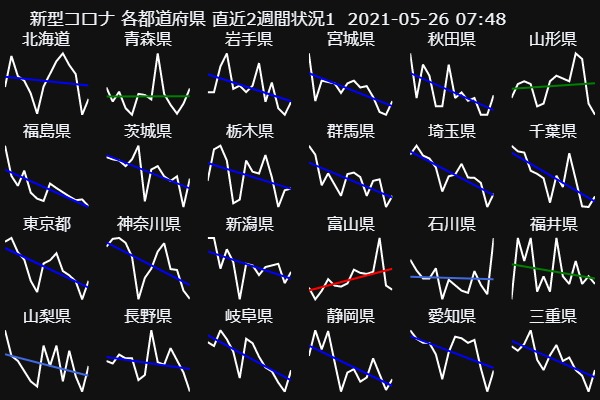 新型コロナ 各都道府県 直近2週間状況1 2021-05-26 07:48
北海道 青森県 岩手県 宮城県 秋田県 山形県
福島県 茨城県 栃木県 群馬県 埼玉県 千葉県
東京都 神奈川県 新潟県 富山県 石川県 福井県
山梨県 長野県 岐阜県 静岡県 愛知県 三重県